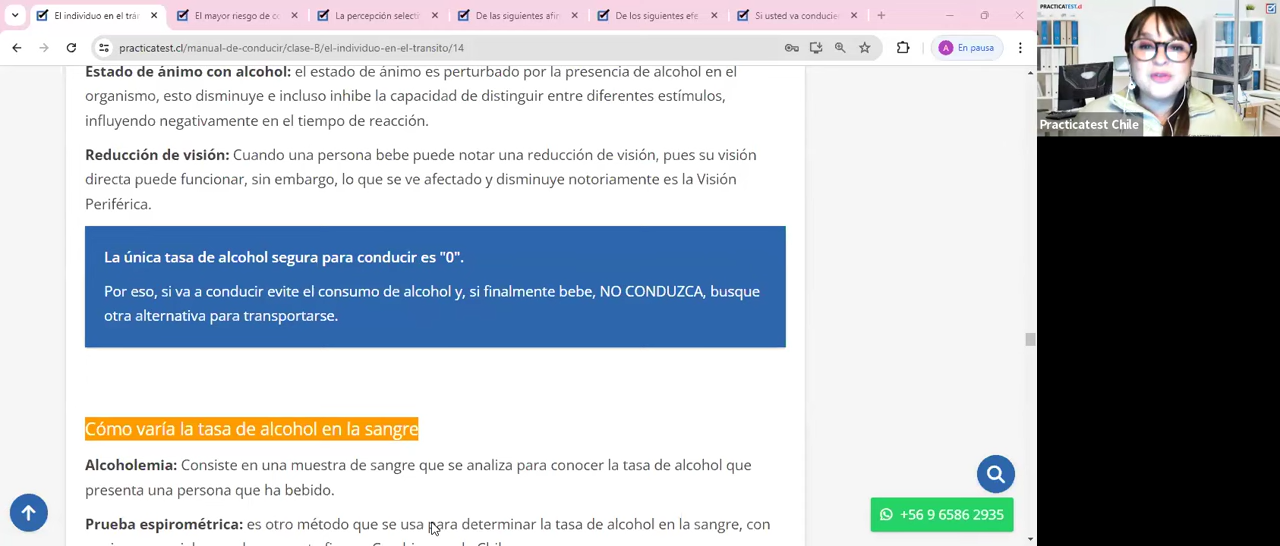 El individuo en el trán
El mayor riesgo de co
La percepción selecti
De las siguientes afir
De los siguientes efe
Si usted va conducie
practicatest.cl/manual-de-conducir/clase-B/el-individuo-en-el-transito/14
A
En pausa
PRACTICATEST.cl
Practicatest Chile
Estado de ánimo con alcohol: el estado de ánimo es perturbado por la presencia de alcohol en el
organismo, esto disminuye e incluso inhibe la capacidad de distinguir entre diferentes estímulos,
influyendo negativamente en el tiempo de reacción.
Reducción de visión: Cuando una persona bebe puede notar una reducción de visión, pues su visión
directa puede funcionar, sin embargo, lo que se ve afectado y disminuye notoriamente es la Visión
Periférica.
La única tasa de alcohol segura para conducir es "0".
Por eso, si va a conducir evite el consumo de alcohol y, si finalmente bebe, NO CONDUZCA, busque
otra alternativa para transportarse.
Cómo varía la tasa de alcohol en la sangre
Alcoholemia: Consiste en una muestra de sangre que se analiza para conocer la tasa de alcohol que
presenta una persona que ha bebido.
Prueba espirométrica: es otro método que se usa para determinar la tasa de alcohol en la sangre, con
+56 9 6586 2935